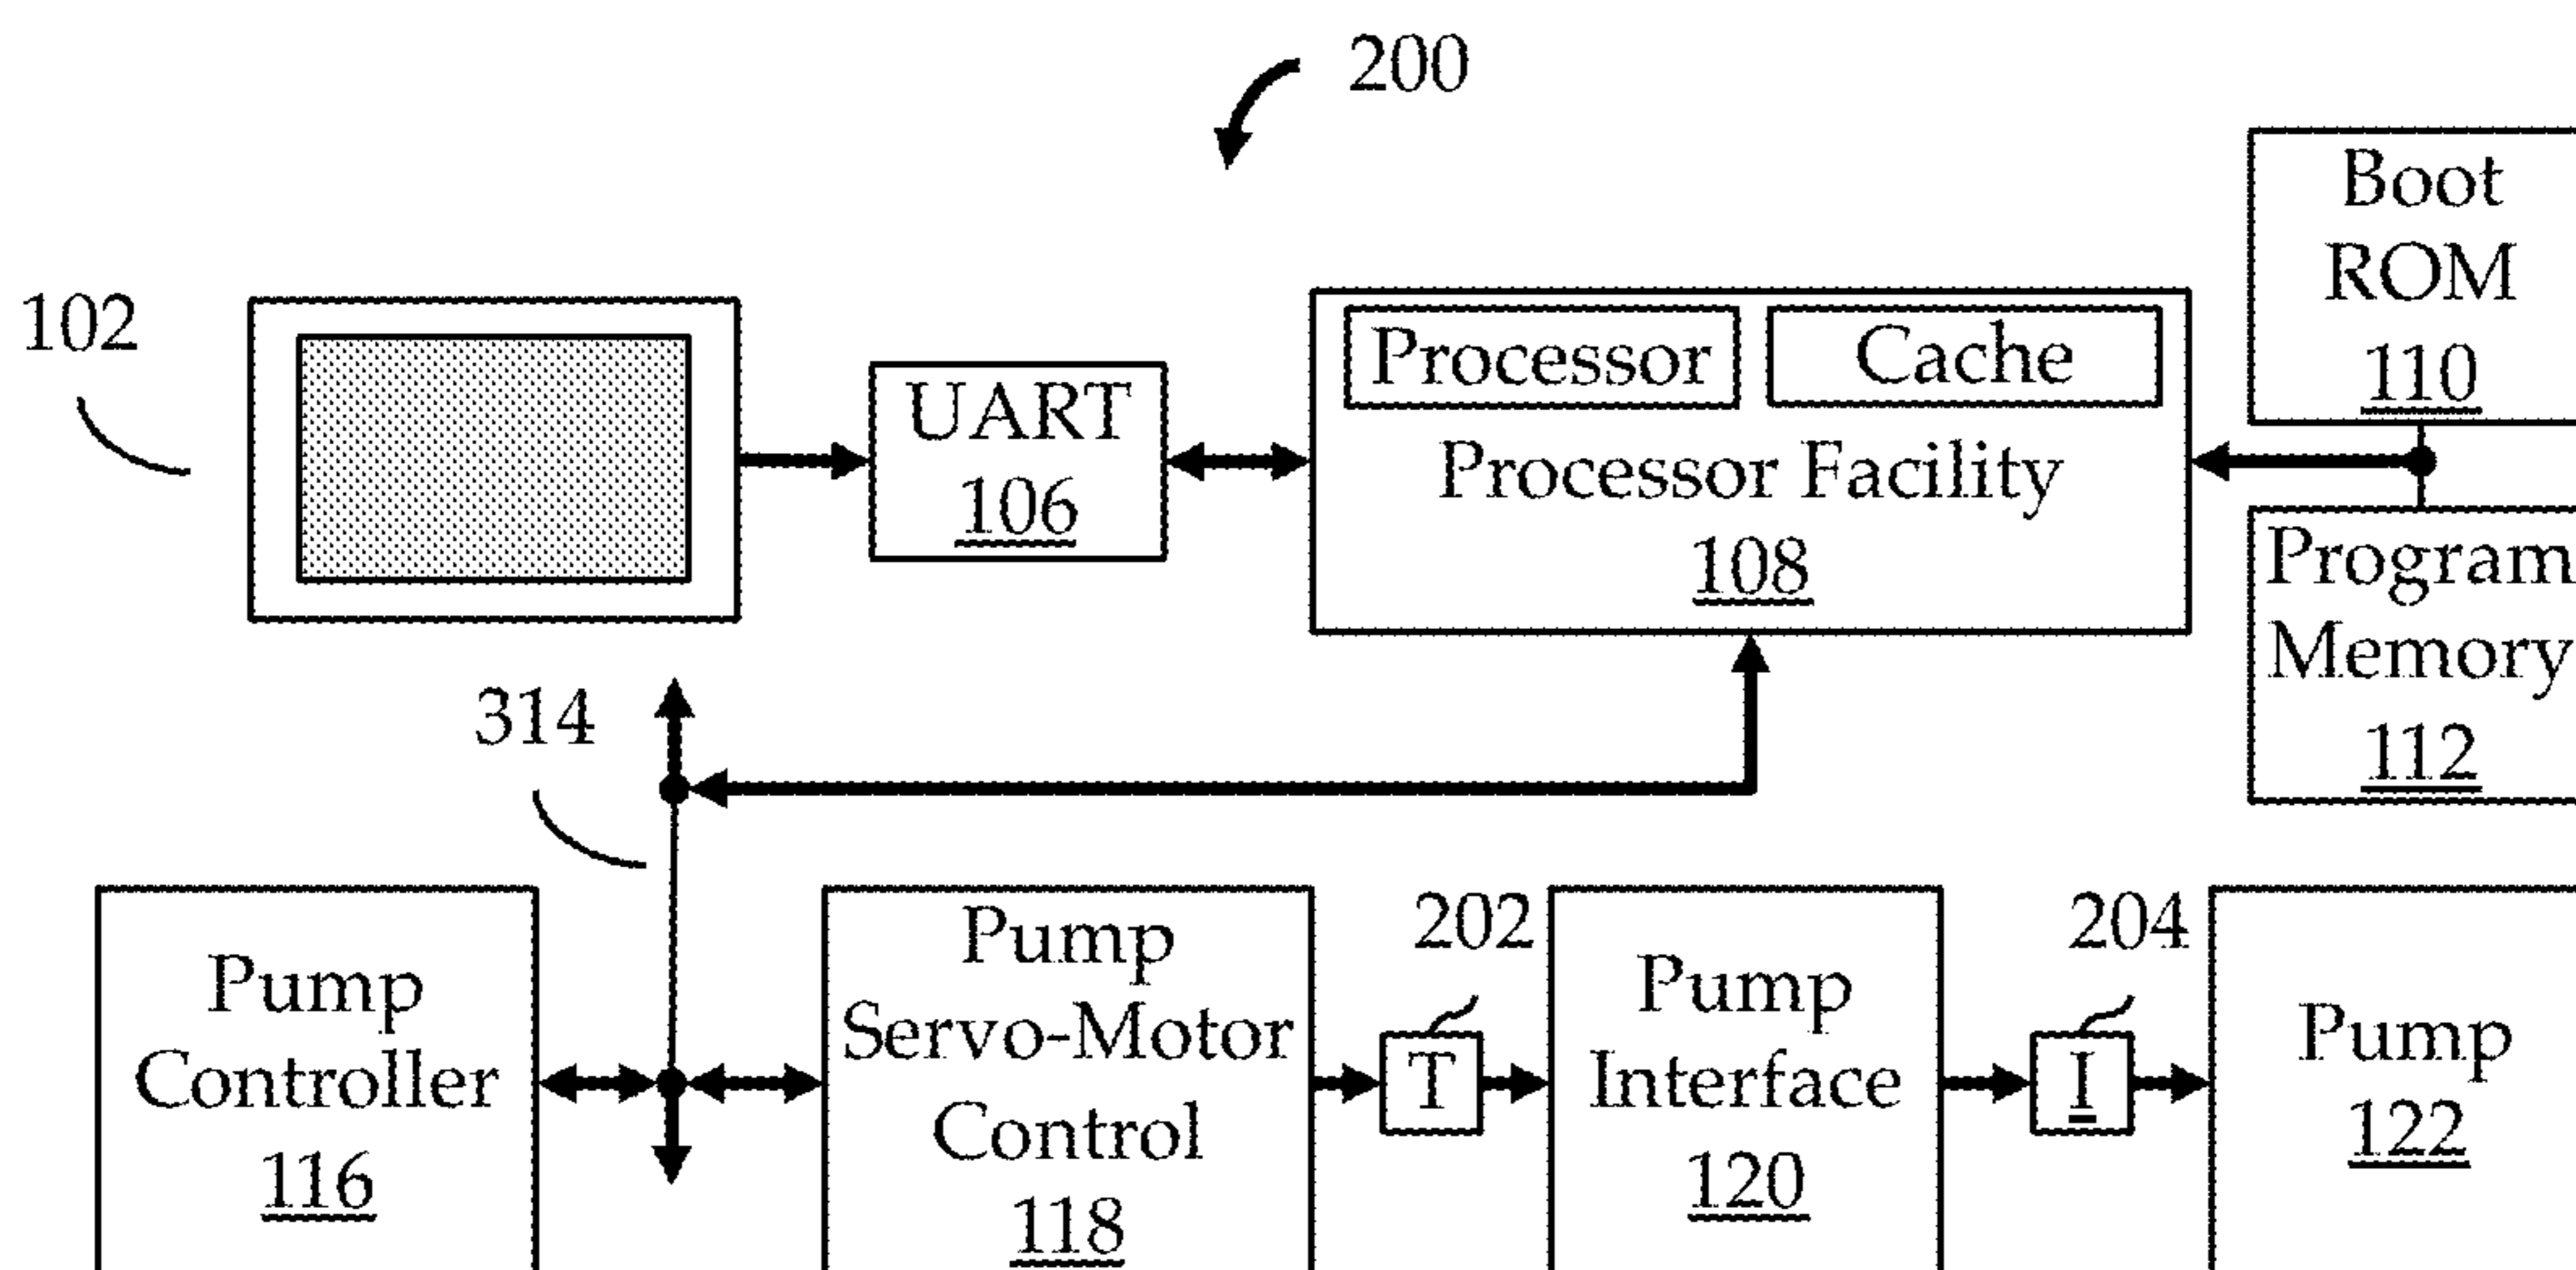 200
102
UART
106
Processor
Cache
Processor Facility
108
Boot
ROM
110
Program
Memory
112
314
Pump
Controller
116
Pump
Servo-Motor
Control
118
202
T
Pump
Interface
120
204
I
Pump
122